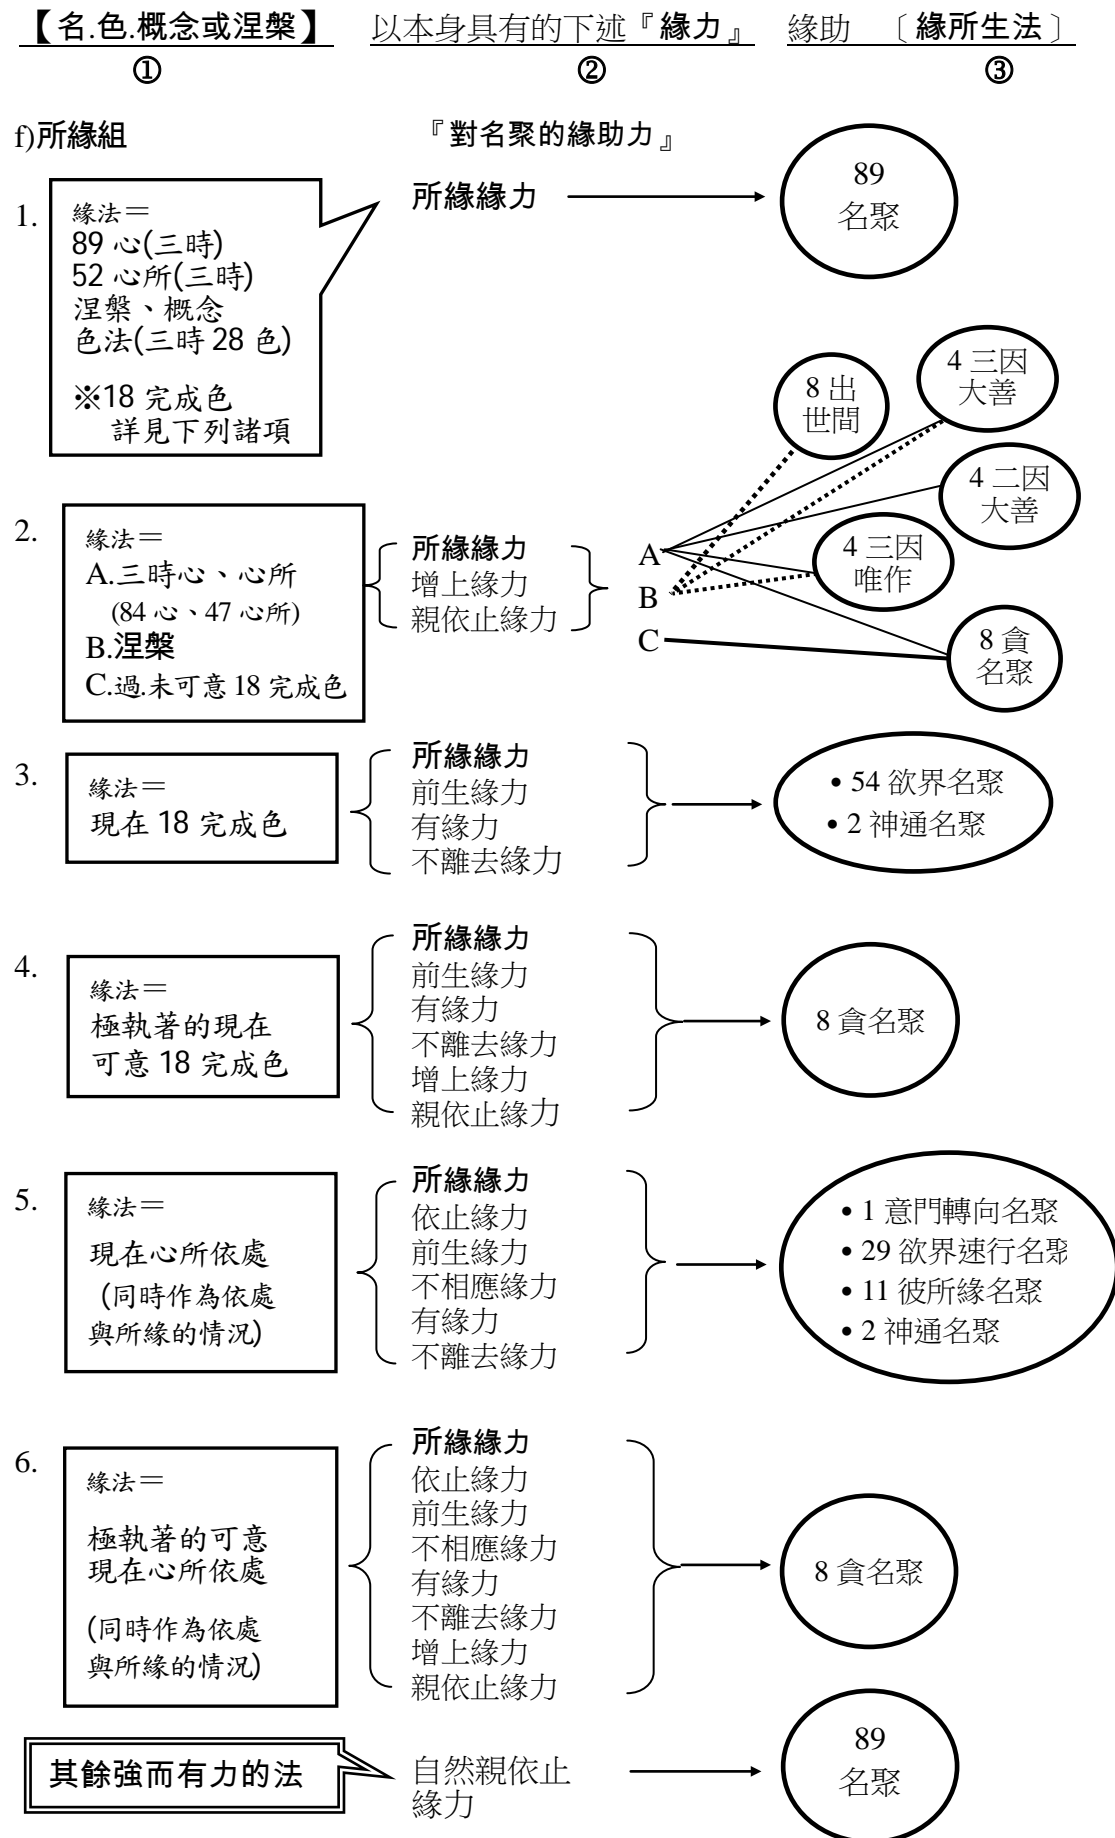 【名.色.概念或涅槃】 以本身具有的下述『緣力』 緣助 〔緣所生法〕
① ② ③
f)所緣組 『對名聚的緣助力』
1.
緣法＝
89 心(三時)
52 心所(三時)
涅槃、概念
色法(三時 28 色)
※18 完成色
詳見下列諸項
所緣緣力
89
名聚
2.
緣法＝
A.三時心、心所
(84 心、47 心所)
B.涅槃
C.過.未可意 18 完成色
所緣緣力
增上緣力
親依止緣力
A
B
C
8 出
世間
4 三因
大善
4 二因
大善
4 三因
唯作
8 貪
名聚
3.
緣法＝
現在 18 完成色
所緣緣力
前生緣力
有緣力
不離去緣力
• 54 欲界名聚
• 2 神通名聚
4.
緣法＝
極執著的現在
可意 18 完成色
所緣緣力
前生緣力
有緣力
不離去緣力
增上緣力
親依止緣力
8 貪名聚
5.
緣法＝
現在心所依處
(同時作為依處
與所緣的情況)
所緣緣力
依止緣力
前生緣力
不相應緣力
有緣力
不離去緣力
• 1 意門轉向名聚
• 29 欲界速行名聚
• 11 彼所緣名聚
• 2 神通名聚
6.
緣法＝
極執著的可意
現在心所依處
(同時作為依處
與所緣的情況)
所緣緣力
依止緣力
前生緣力
不相應緣力
有緣力
不離去緣力
增上緣力
親依止緣力
8 貪名聚
其餘強而有力的法
自然親依止
緣力
89
名聚